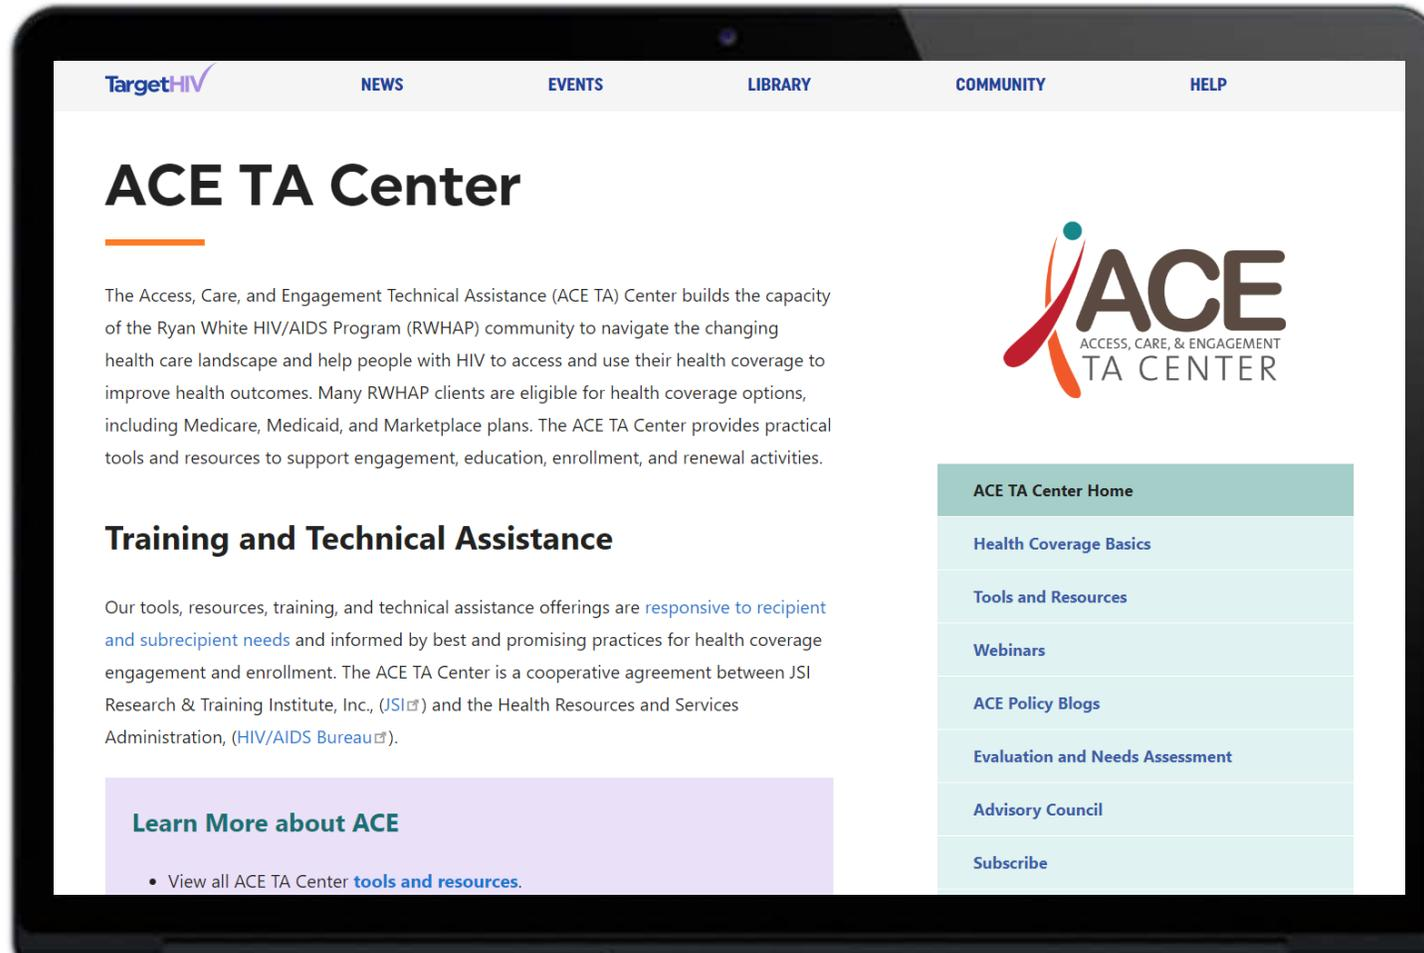 TargetHIV
NEWS
EVENTS
LIBRARY
COMMUNITY
HELP
ACE TA Center
The Access, Care, and Engagement Technical Assistance (ACE TA) Center builds the capacity
of the Ryan White HIV/AIDS Program (RWHAP) community to navigate the changing
health care landscape and help people with HIV to access and use their health coverage to
improve health outcomes. Many RWHAP clients are eligible for health coverage options,
including Medicare, Medicaid, and Marketplace plans. The ACE TA Center provides practical
tools and resources to support engagement, education, enrollment, and renewal activities.
Training and Technical Assistance
Our tools, resources, training, and technical assistance offerings are responsive to recipient
and subrecipient needs and informed by best and promising practices for health coverage
engagement and enrollment. The ACE TA Center is a cooperative agreement between JSI
Research & Training Institute, Inc., (JSI) and the Health Resources and Services
Administration, (HIV/AIDS Bureau).
Learn More about ACE
• View all ACE TA Center tools and resources.
ACE
ACCESS, CARE, & ENGAGEMENT
TA CENTER
ACE TA Center Home
Health Coverage Basics
Tools and Resources
Webinars
ACE Policy Blogs
Evaluation and Needs Assessment
Advisory Council
Subscribe